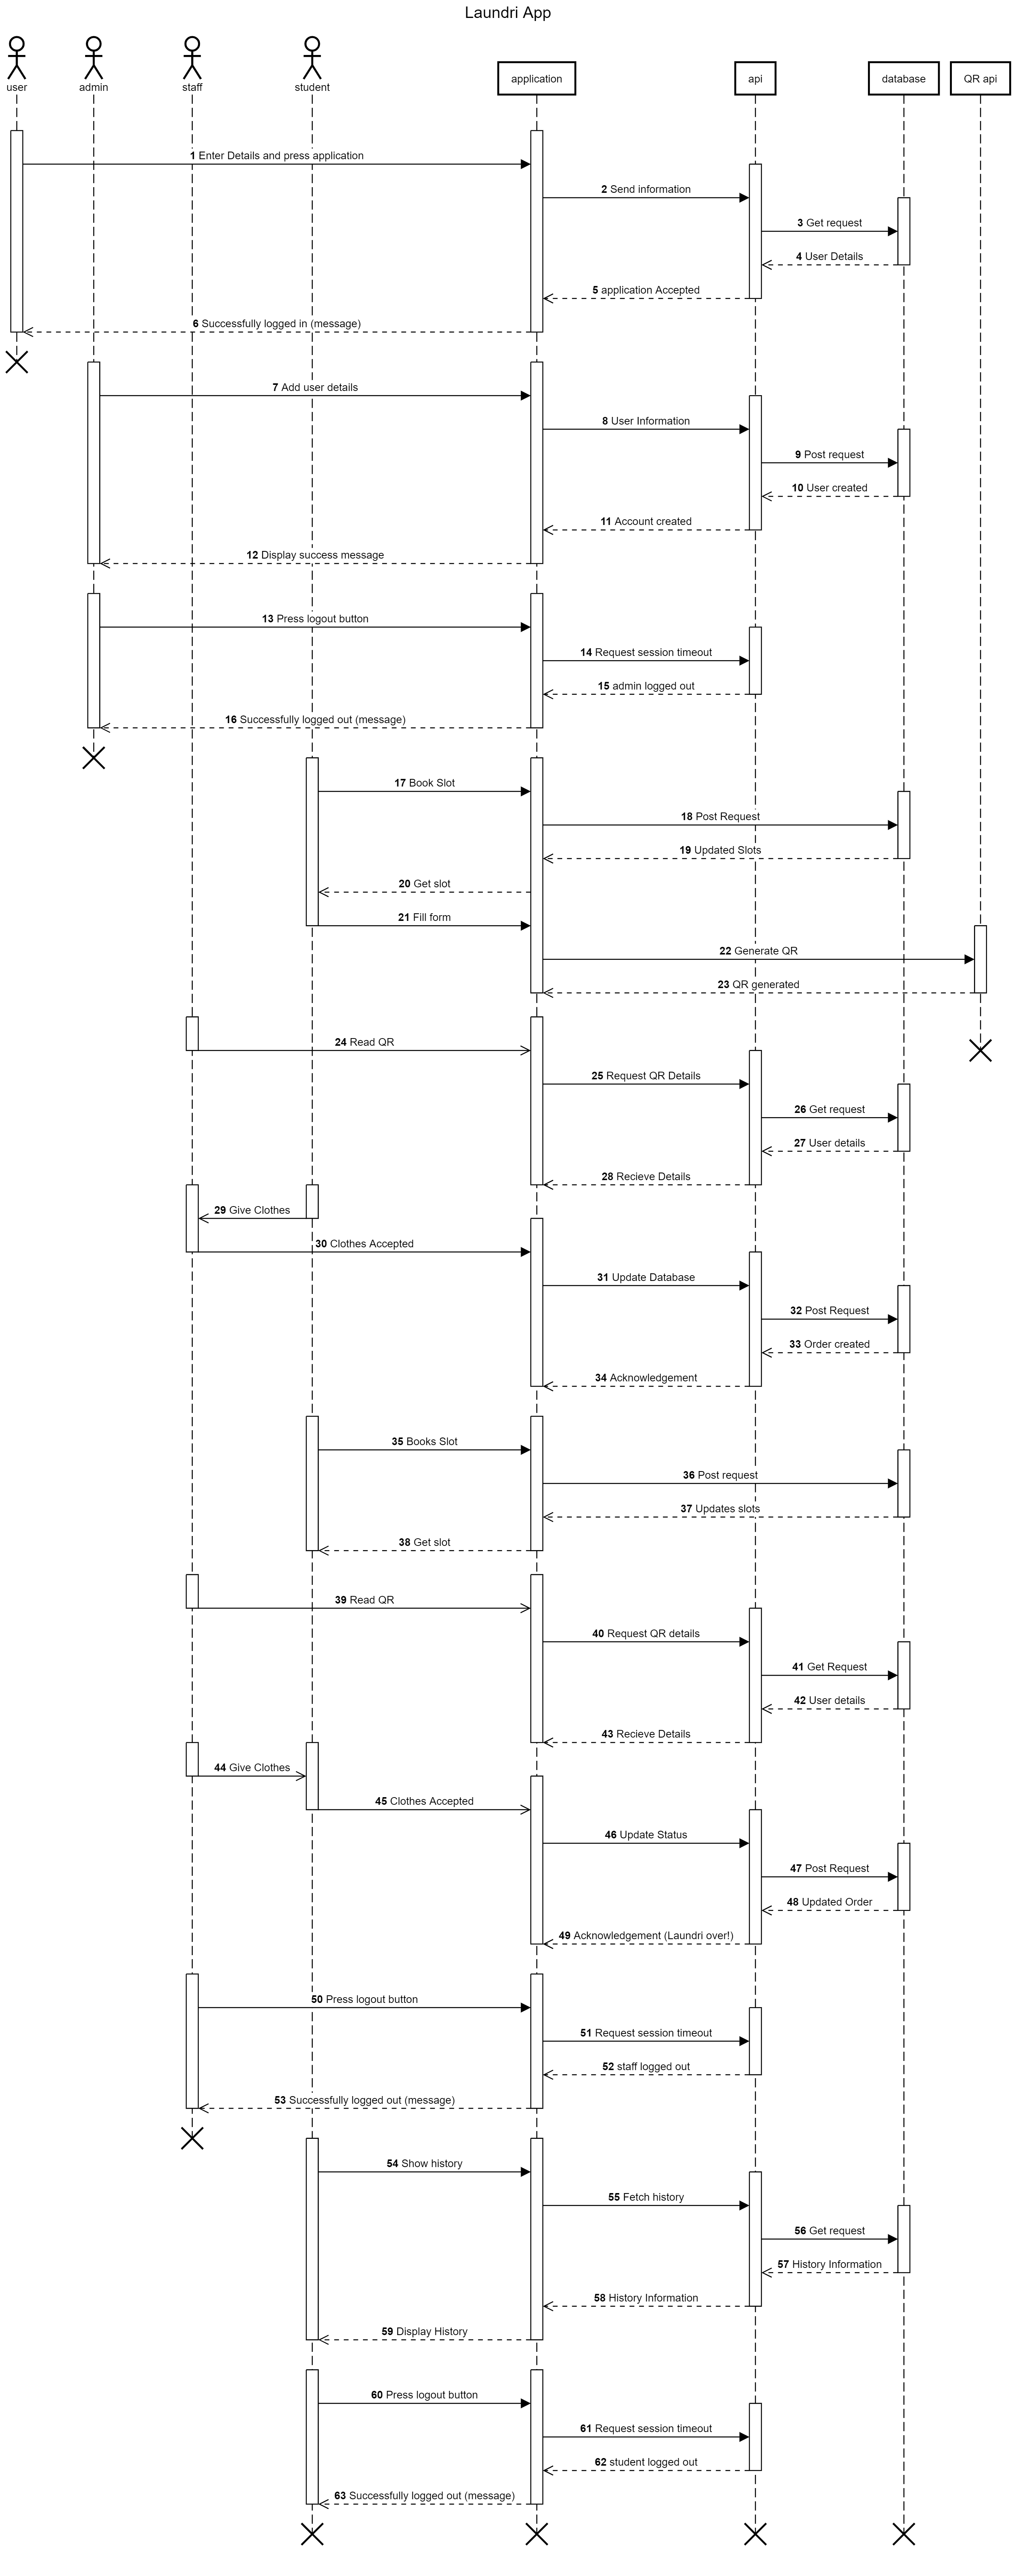 Laundri App
user
admin
staff
student
application
api
database
QR api
1 Enter Details and press application
2 Send information
3 Get request
4 User Details
5 application Accepted
6 Successfully logged in (message)
7 Add user details
8 User Information
9 Post request
10 User created
11 Account created
12 Display success message
13 Press logout button
14 Request session timeout
15 admin logged out
16 Successfully logged out (message)
17 Book Slot
18 Post Request
19 Updated Slots
20 Get slot
21 Fill form
22 Generate QR
23 QR generated
24 Read QR
25 Request QR Details
26 Get request
27 User details
28 Recieve Details
29 Give Clothes
30 Clothes Accepted
31 Update Database
32 Post Request
33 Order created
34 Acknowledgement
35 Books Slot
36 Post request
37 Updates slots
38 Get slot
39 Read QR
40 Request QR details
41 Get Request
42 User details
43 Recieve Details
44 Give Clothes
45 Clothes Accepted
46 Update Status
47 Post Request
48 Updated Order
49 Acknowledgement (Laundri over!)
50 Press logout button
51 Request session timeout
52 staff logged out
53 Successfully logged out (message)
54 Show history
55 Fetch history
56 Get request
57 History Information
58 History Information
59 Display History
60 Press logout button
61 Request session timeout
62 student logged out
63 Successfully logged out (message)